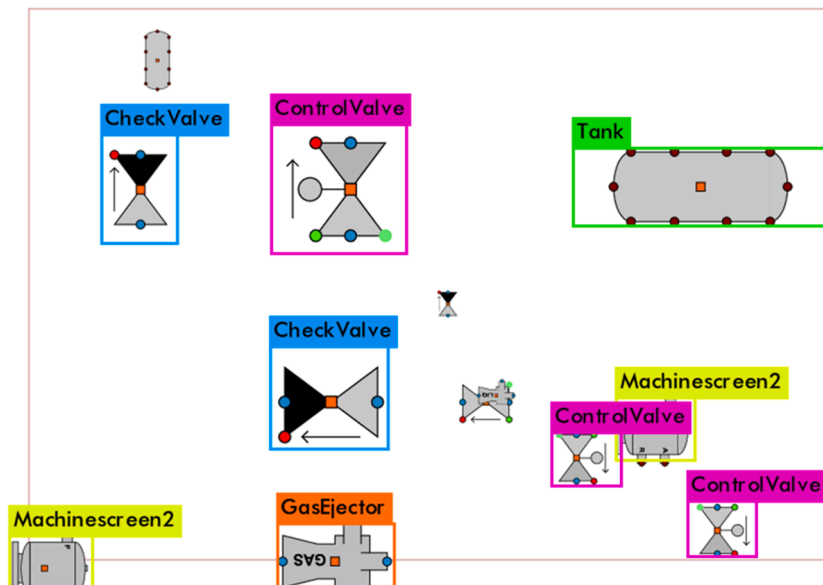 CheckValve
ControlValve
Tank
CheckValve
Machinescreen2
ControlValve
ControlValve
GasEjector
Machinescreen2
GAS
R
A